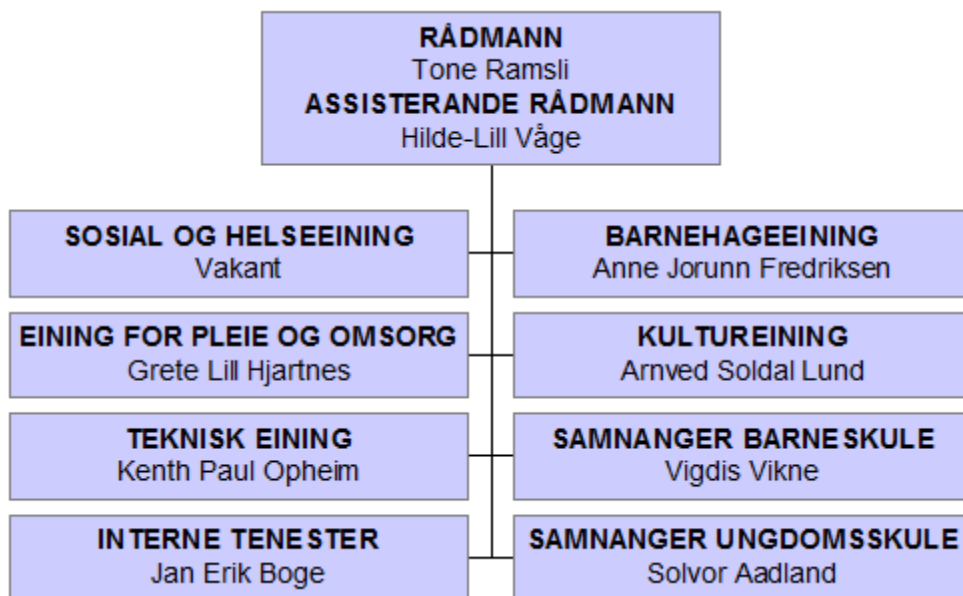 RÅDMANN
Tone Ramsli
ASSISTERANDE RÅDMANN
Hilde-Lill Våge
SOSIAL OG HELSEEINING
Vakant
BARNEHAGEEINING
Anne Jorunn Fredriksen
EINING FOR PLEIE OG OMSORG
Grete Lill Hjartnes
KULTUREINING
Arnved Soldal Lund
TEKNISK EINING
Kenth Paul Opheim
SAMNANGER BARNESKULE
Vigdis Vikne
INTERNE TENESTER
Jan Erik Boge
SAMNANGER UNGDOMSSKULE
Solvor Aadland